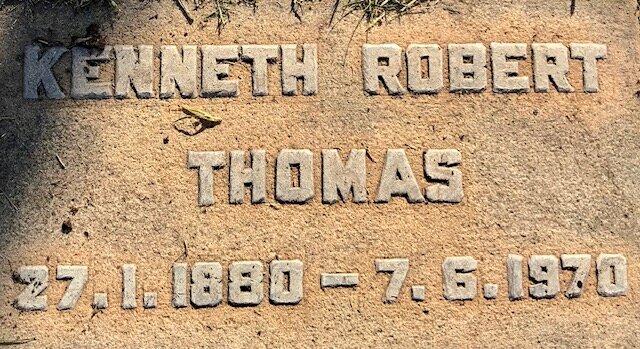 KENNETH ROBERT
THOMAS
27.1.1880 – 7.6.1970